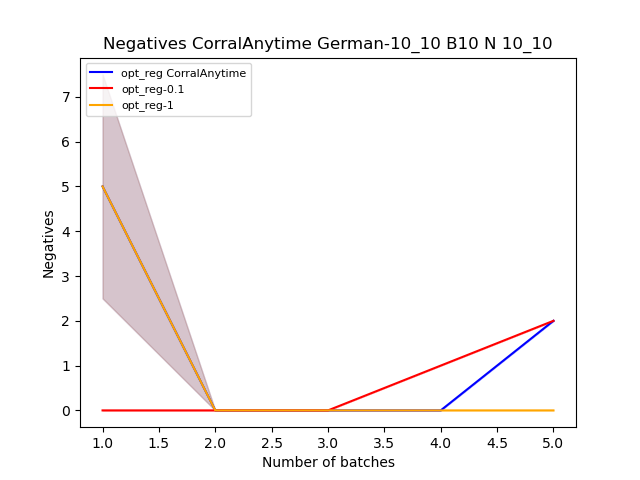 Negatives CorralAnytime German-10_10 B10 N 10_10
opt_reg CorralAnytime
opt_reg-0.1
opt_reg-1
Negatives
7
6
5
4
3
2
1
0
1.0 1.5 2.0 2.5 3.0 3.5 4.0 4.5 5.0
Number of batches